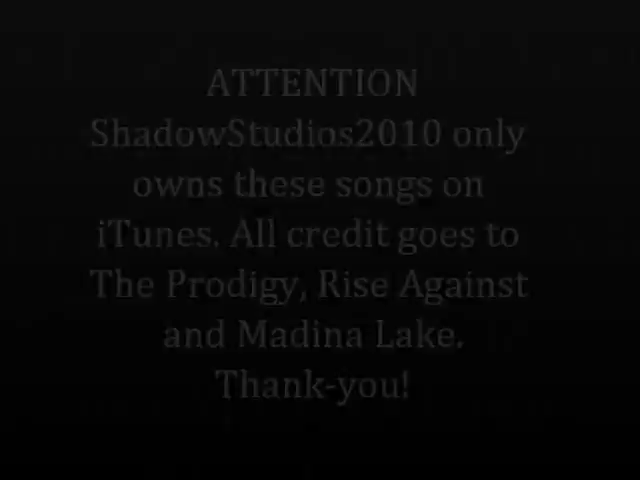 ATTENTION
ShadowStudios2010 only
owns these songs on
iTunes. All credit goes to
The Prodigy, Rise Against
and Madina Lake.
Thank-you!